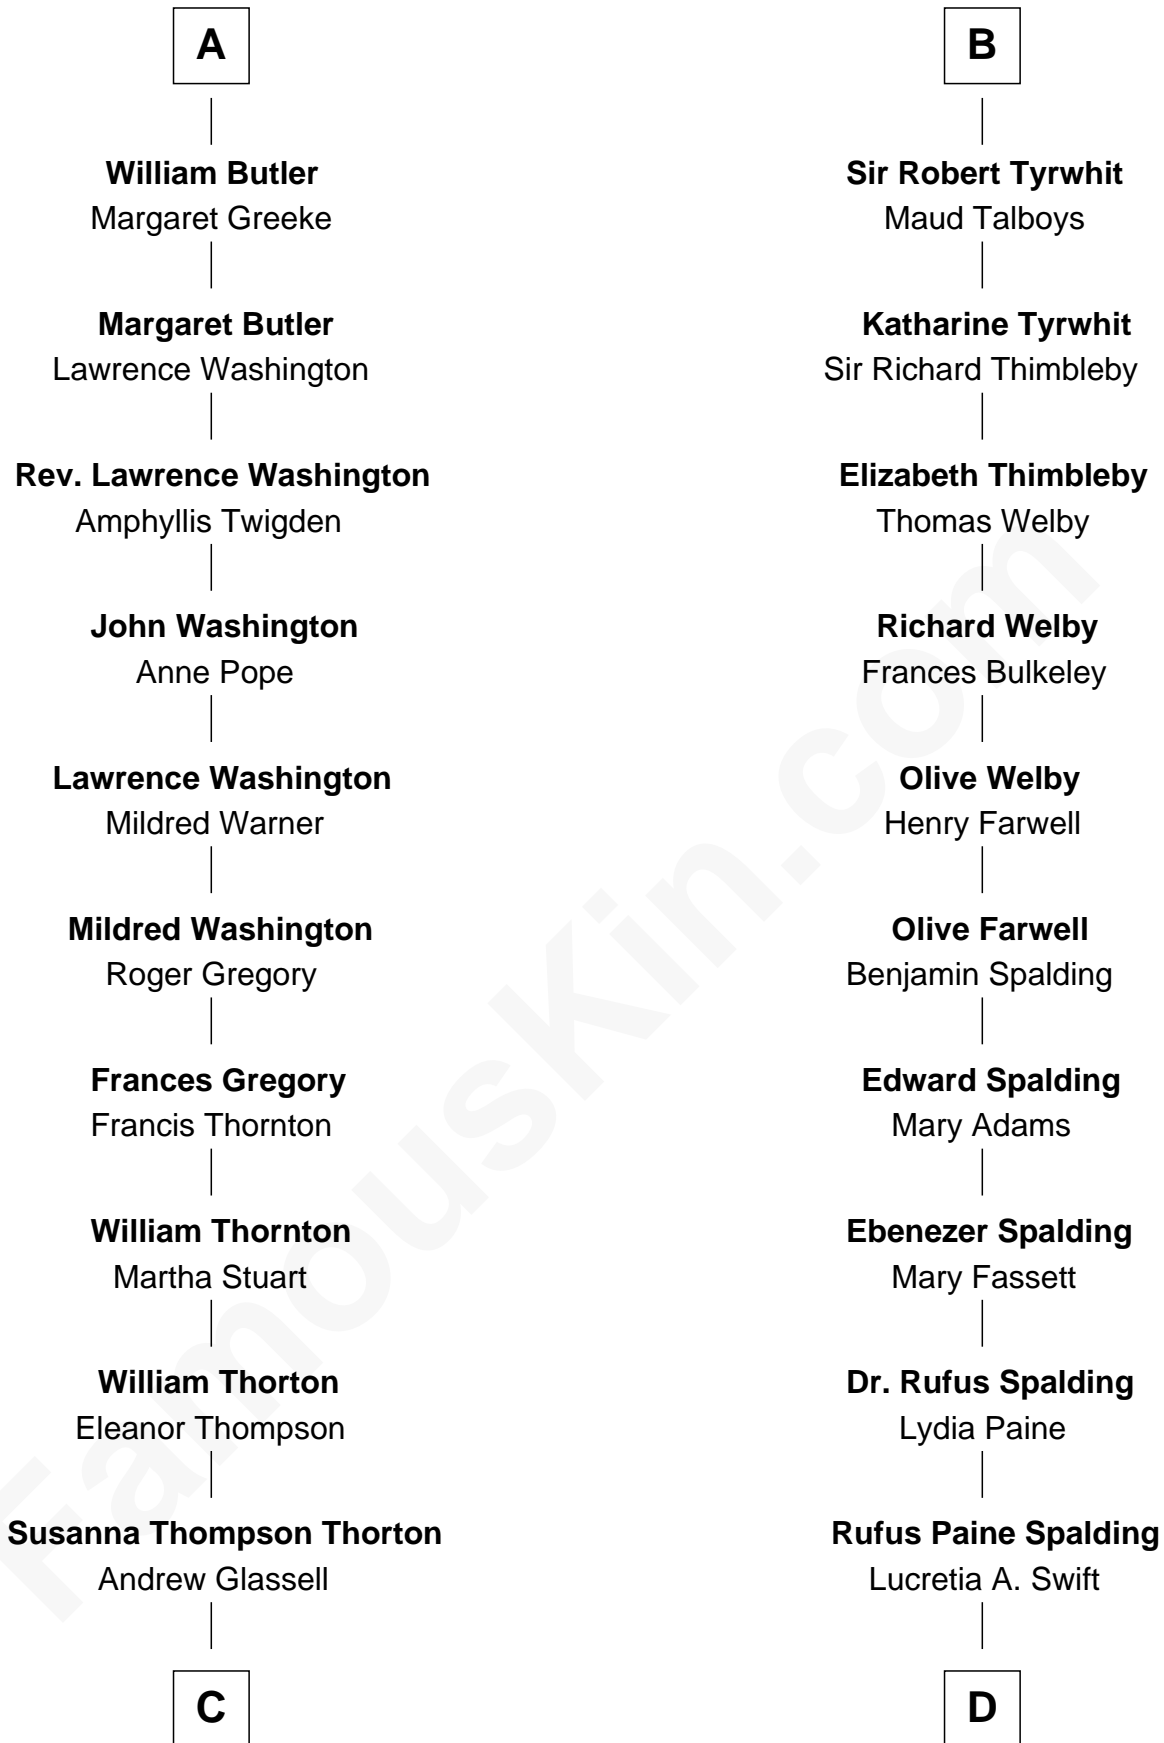 A
William Butler
Margaret Greeke
Margaret Butler
Lawrence Washington
Rev. Lawrence Washington
Amphyllis Twigden
John Washington
Anne Pope
Lawrence Washington
Mildred Warner
Mildred Washington
Roger Gregory
Frances Gregory
Francis Thornton
William Thornton
Martha Stuart
William Thorton
Eleanor Thompson
Susanna Thompson Thorton
Andrew Glassell
C
B
Sir Robert Tyrwhit
Maud Talboys
Katharine Tyrwhit
Sir Richard Thimbleby
Elizabeth Thimbleby
Thomas Welby
Richard Welby
Frances Bulkeley
Olive Welby
Henry Farwell
Olive Farwell
Benjamin Spalding
Edward Spalding
Mary Adams
Ebenezer Spalding
Mary Fassett
Dr. Rufus Spalding
Lydia Paine
Rufus Paine Spalding
Lucretia A. Swift
D
FamousKin.com